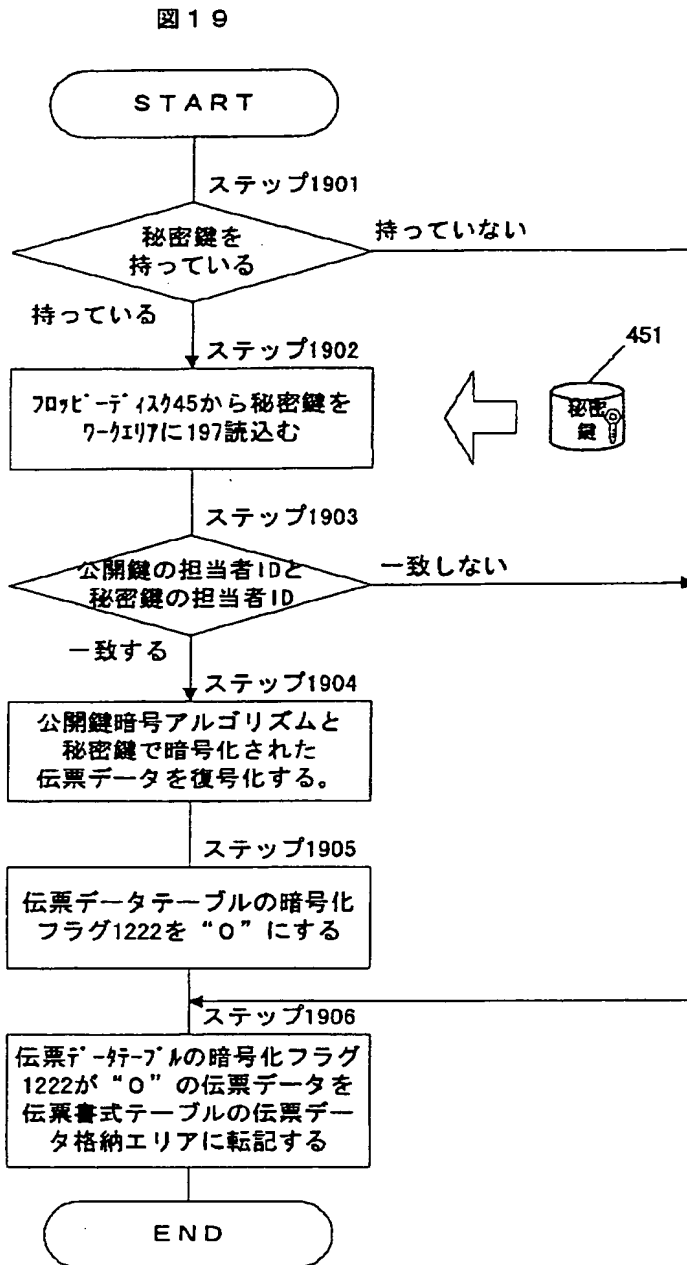 図19
START
ステップ1901
秘密鍵を
持っている
持っていない
持っている
ステップ1902
451
フロッピーディスク45から秘密鍵を
ワークエリアに197読込む
秘密
鍵
ステップ1903
公開鍵の担当者IDと
秘密鍵の担当者ID
一致しない
一致する
ステップ1904
公開鍵暗号アルゴリズムと
秘密鍵で暗号化された
伝票データを復号化する。
ステップ1905
伝票データテーブルの暗号化
フラグ1222を“0”にする
ステップ1906
伝票データテーブルの暗号化フラグ
1222が“0”の伝票データを
伝票書式テーブルの伝票デー
タ格納エリアに転記する
END